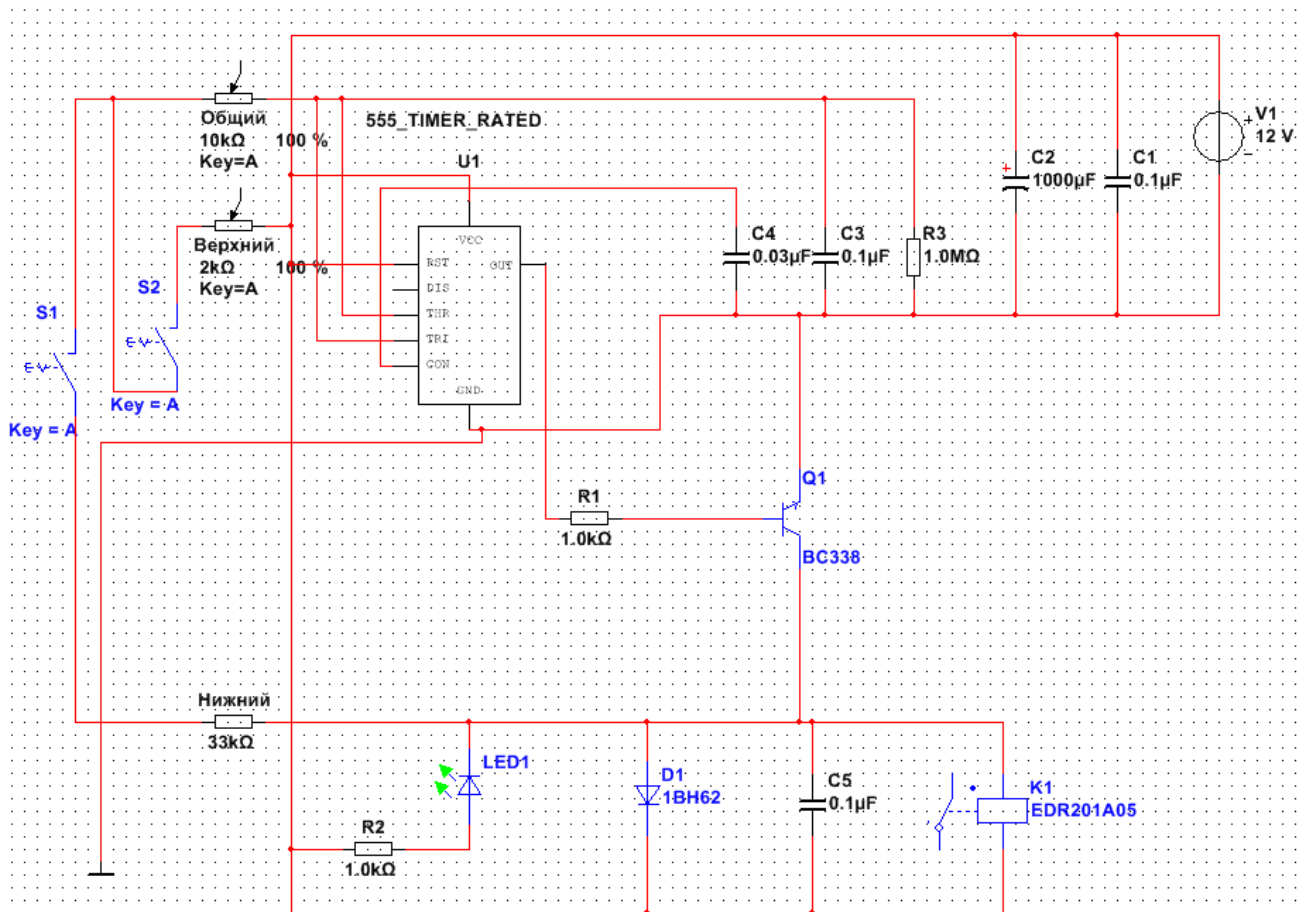 V1
12 V
+
Общий
10kΩ 100 %
Key=A
555_TIMER_RATED
U1
C2
1000µF
C1
0.1µF
Верхний
2kΩ 100 %
Key=A
VCC
RST
OUT
DIS
THR
TRI
CON
GND
C4
0.03µF
C3
0.1µF
R3
1.0MΩ
S2
Key = A
S1
Key = A
Q1
BC338
R1
1.0kΩ
Нижний
33kΩ
LED1
R2
1.0kΩ
D1
1BH62
C5
0.1µF
K1
EDR201A05